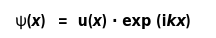 ψ(x) = u(x) · exp (ikx)